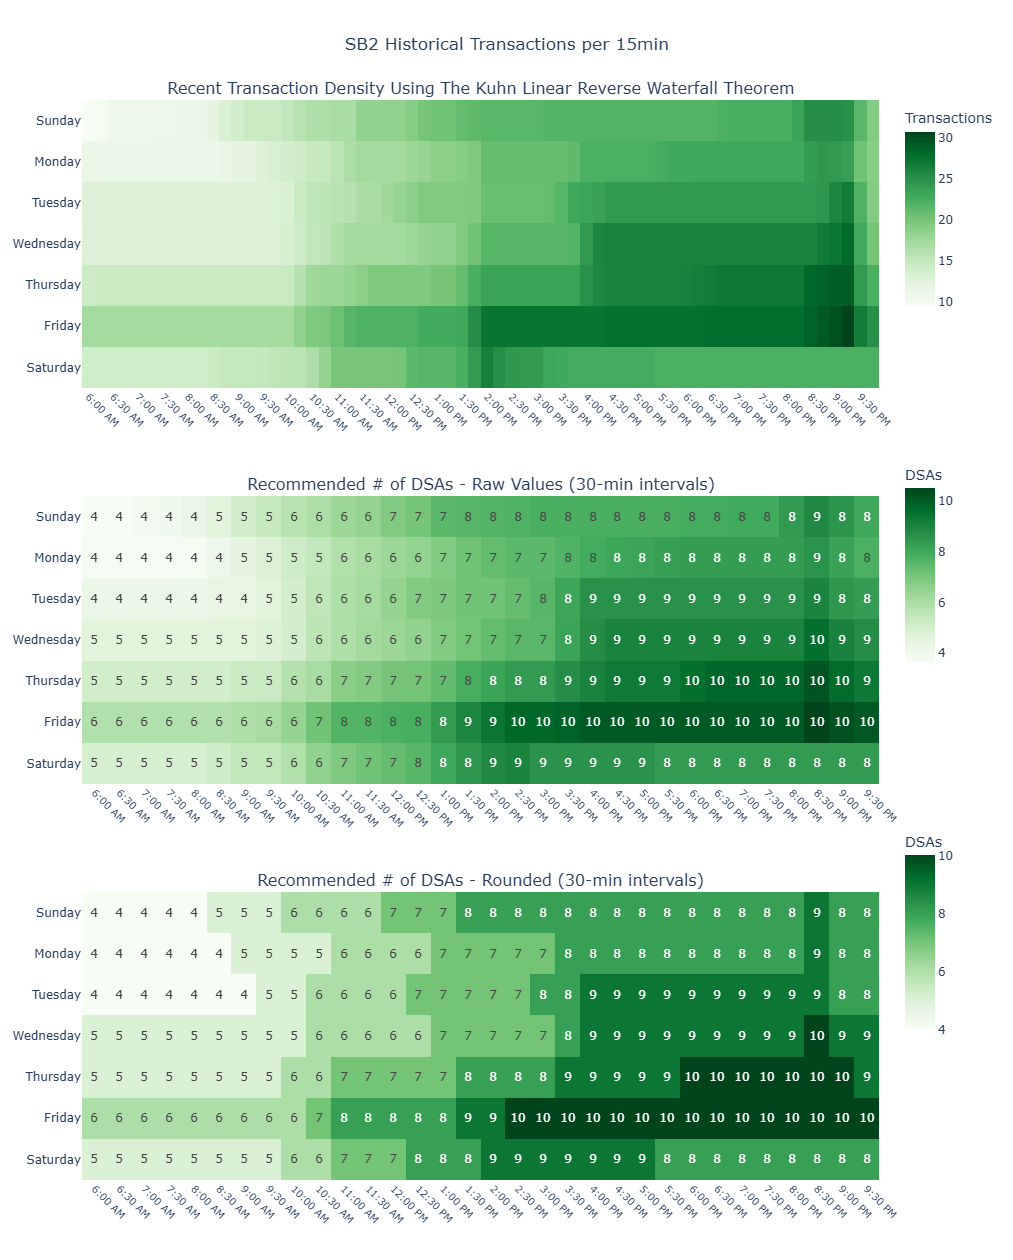 SB2 Historical Transactions per 15min
Recent Transaction Density Using The Kuhn Linear Reverse Waterfall Theorem
Transactions
30
25
20
15
10
Sunday
Monday
Tuesday
Wednesday
Thursday
Friday
Saturday
6:00 AM 6:30 AM 7:00 AM 7:30 AM 8:00 AM 8:30 AM 9:00 AM 9:30 AM 10:00 AM 10:30 AM 11:00 AM 11:30 AM 12:00 PM 12:30 PM 1:00 PM 1:30 PM 2:00 PM 2:30 PM 3:00 PM 3:30 PM 4:00 PM 4:30 PM 5:00 PM 5:30 PM 6:00 PM 6:30 PM 7:00 PM 7:30 PM 8:00 PM 8:30 PM 9:00 PM 9:30 PM
Recommended # of DSAs - Raw Values (30-min intervals)
DSAs
10
8
6
4
Sunday 4 4 4 4 4 5 5 5 6 6 6 6 7 7 7 8 8 8 8 8 8 8 8 8 8 8 8 8 8 9 8 8
Monday 4 4 4 4 4 4 5 5 5 5 6 6 6 6 7 7 7 7 7 8 8 8 8 8 8 8 8 8 8 9 8 8
Tuesday 4 4 4 4 4 4 4 5 5 6 6 6 6 7 7 7 7 7 8 8 9 9 9 9 9 9 9 9 9 9 8 8
Wednesday 5 5 5 5 5 5 5 5 5 6 6 6 6 6 7 7 7 7 7 8 9 9 9 9 9 9 9 9 9 10 9 9
Thursday 5 5 5 5 5 5 5 5 6 6 7 7 7 7 7 8 8 8 8 9 9 9 9 9 10 10 10 10 10 10 10 9
Friday 6 6 6 6 6 6 6 6 6 7 8 8 8 8 8 9 9 10 10 10 10 10 10 10 10 10 10 10 10 10 10 10
Saturday 5 5 5 5 5 5 5 5 6 6 7 7 7 8 8 8 9 9 9 9 9 9 9 8 8 8 8 8 8 8 8 8
6:00 AM 6:30 AM 7:00 AM 7:30 AM 8:00 AM 8:30 AM 9:00 AM 9:30 AM 10:00 AM 10:30 AM 11:00 AM 11:30 AM 12:00 PM 12:30 PM 1:00 PM 1:30 PM 2:00 PM 2:30 PM 3:00 PM 3:30 PM 4:00 PM 4:30 PM 5:00 PM 5:30 PM 6:00 PM 6:30 PM 7:00 PM 7:30 PM 8:00 PM 8:30 PM 9:00 PM 9:30 PM
Recommended # of DSAs - Rounded (30-min intervals)
DSAs
10
8
6
4
Sunday 4 4 4 4 4 5 5 5 6 6 6 6 7 7 7 8 8 8 8 8 8 8 8 8 8 8 8 8 8 9 8 8
Monday 4 4 4 4 4 4 5 5 5 5 6 6 6 6 7 7 7 7 7 8 8 8 8 8 8 8 8 8 8 9 8 8
Tuesday 4 4 4 4 4 4 4 5 5 6 6 6 6 7 7 7 7 7 8 8 9 9 9 9 9 9 9 9 9 9 8 8
Wednesday 5 5 5 5 5 5 5 5 5 6 6 6 6 6 7 7 7 7 7 8 9 9 9 9 9 9 9 9 9 10 9 9
Thursday 5 5 5 5 5 5 5 5 6 6 7 7 7 7 7 8 8 8 8 9 9 9 9 9 10 10 10 10 10 10 10 9
Friday 6 6 6 6 6 6 6 6 6 7 8 8 8 8 8 9 9 10 10 10 10 10 10 10 10 10 10 10 10 10 10 10
Saturday 5 5 5 5 5 5 5 5 6 6 7 7 7 8 8 8 9 9 9 9 9 9 9 8 8 8 8 8 8 8 8 8
6:00 AM 6:30 AM 7:00 AM 7:30 AM 8:00 AM 8:30 AM 9:00 AM 9:30 AM 10:00 AM 10:30 AM 11:00 AM 11:30 AM 12:00 PM 12:30 PM 1:00 PM 1:30 PM 2:00 PM 2:30 PM 3:00 PM 3:30 PM 4:00 PM 4:30 PM 5:00 PM 5:30 PM 6:00 PM 6:30 PM 7:00 PM 7:30 PM 8:00 PM 8:30 PM 9:00 PM 9:30 PM